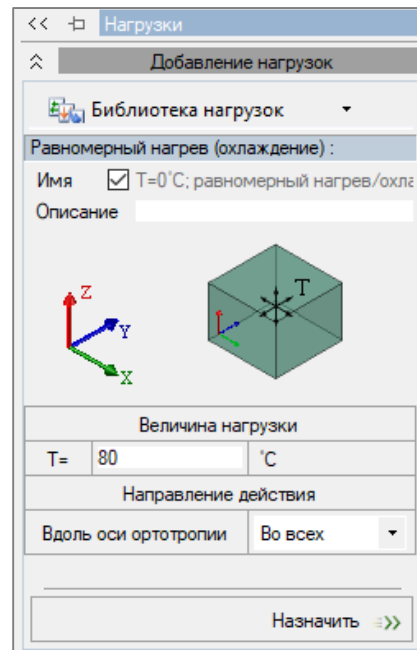 << Нагрузки
Добавление нагрузок
Библиотека нагрузок
Равномерный нагрев (охлаждение) :
Имя T=0°C; равномерный нагрев/охла
Описание
Z
T
Y
X
Величина нагрузки
T= 80 °C
Направление действия
Вдоль оси ортотропии Во всех
Назначить >>